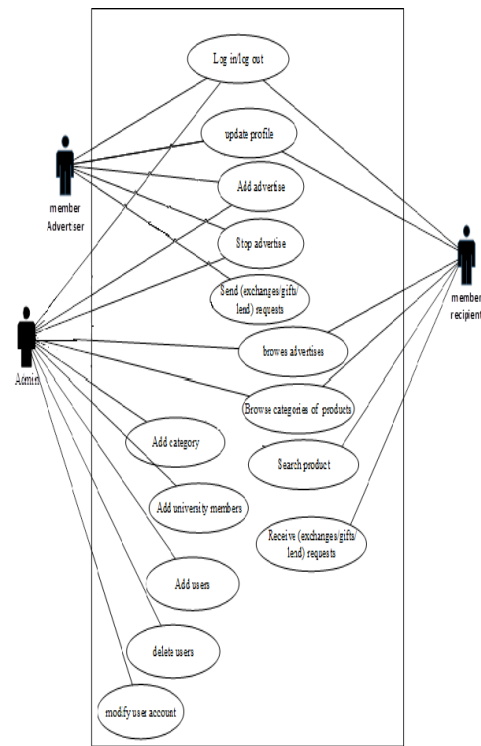 Log in/log out
update profile
member
Advertiser
Add advertise
Stop advertise
Send (exchanges/gifts/
lend) requests
member
recipient
browes advertises
Admin
Browse categories of products
Add category
Search product
Add university members
Receive (exchanges/gifts/
lend) requests
Add users
delete users
modify user account